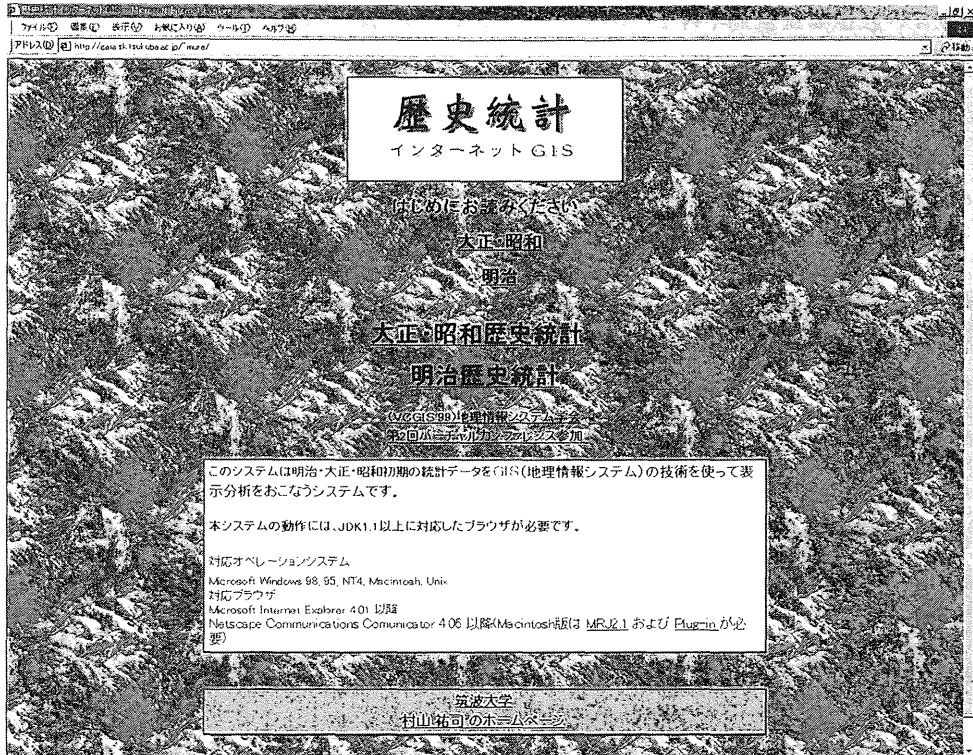 ファイル(F) 編集(E) 表示(V) お気に入り(A) ツール(T) ヘルプ(H)
アドレス(D) 移動
歴史統計
インターネット GIS
はじめにお読みください
大正・昭和
明治
大正・昭和歴史統計
明治歴史統計
(VCGIS99)地理情報システム学会
第2回バーチャルカンファレンス参加
このシステムは明治・大正・昭和初期の統計データをGIS(地理情報システム)の技術を使って表
示分析をおこなうシステムです。
本システムの動作には、JDK1.1以上に対応したブラウザが必要です。
対応オペレーションシステム
Microsoft Windows 98, 95, NT4, Macintosh, Unix
対応ブラウザ
Microsoft Internet Explorer 4.01 以降
Netscape Communications Comunicator 4.06 以降(Macintosh版は MRJ2.1 および Plug-in が必
要)
筑波大学
村山祐司 のホームページ